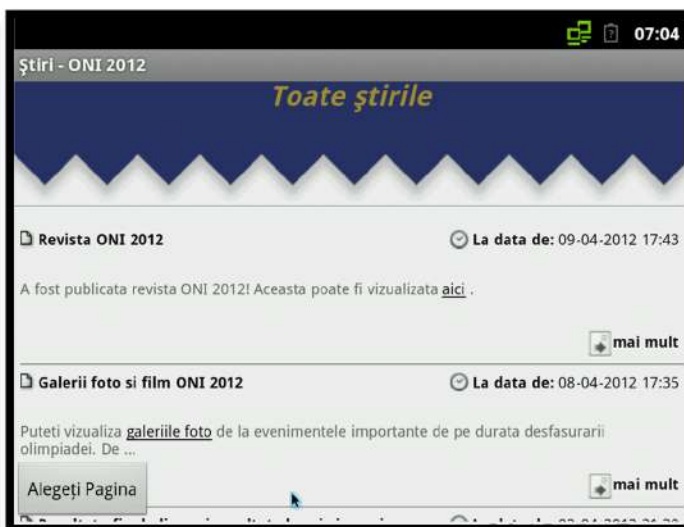 07:04
Ştiri - ONI 2012
Toate ştirile
Revista ONI 2012 La data de: 09-04-2012 17:43
A fost publicata revista ONI 2012! Aceasta poate fi vizualizata aici .
mai mult
Galerii foto si film ONI 2012 La data de: 08-04-2012 17:35
Puteti vizualiza galeriile foto de la evenimentele importante de pe durata desfasurarii
olimpiadei. De ...
Alegeți Pagina
mai mult